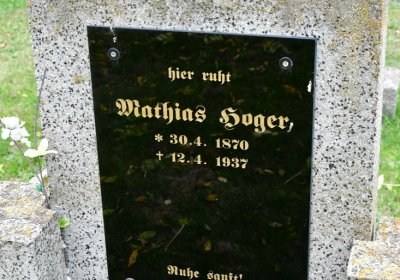 hier ruht
Mathias Hoger,
* 30. 4. 1870
† 12. 4. 1937
Ruhe sanft!